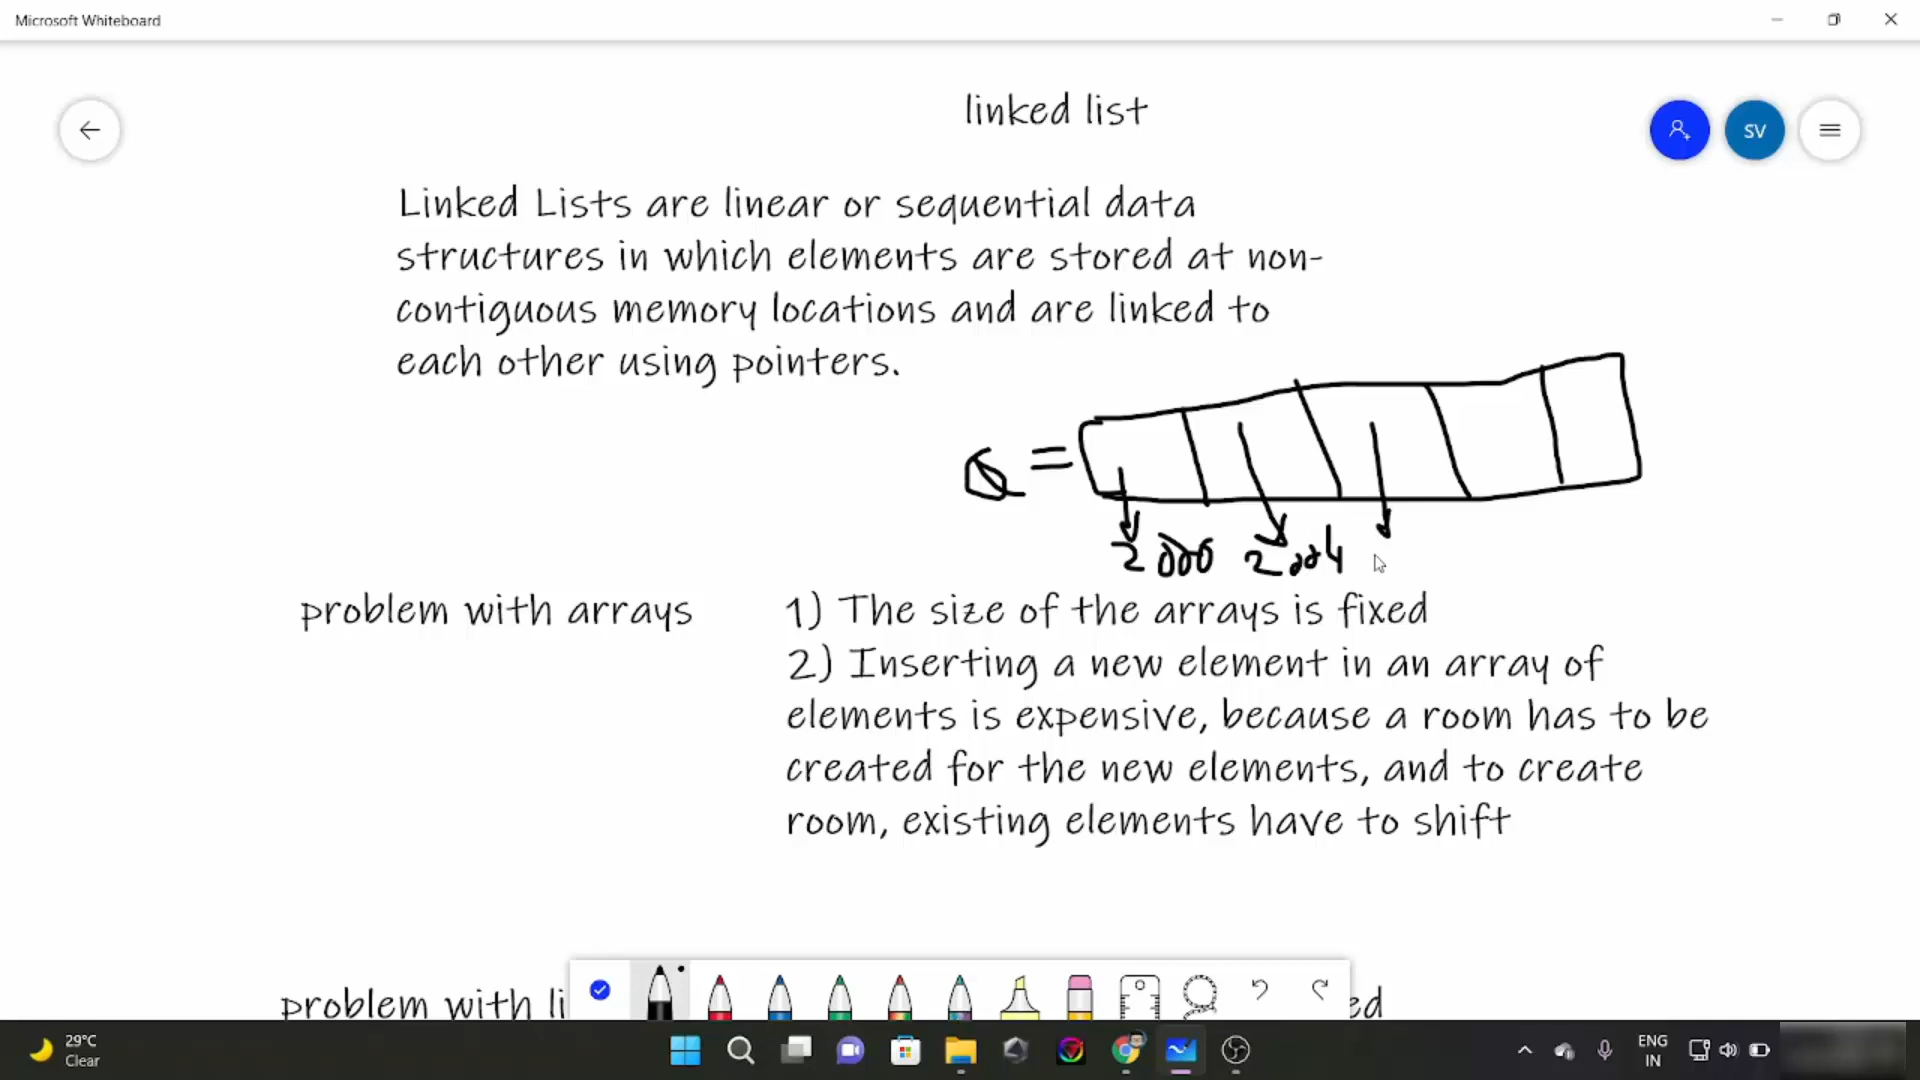 Microsoft Whiteboard
linked list
SV
Linked Lists are linear or sequential data
structures in which elements are stored at non-
contiguous memory locations and are linked to
each other using pointers.
a =
2000 2004
problem with arrays
1) The size of the arrays is fixed
2) Inserting a new element in an array of
elements is expensive, because a room has to be
created for the new elements, and to create
room, existing elements have to shift
problem with li
ed
29°C
Clear
ENG
IN